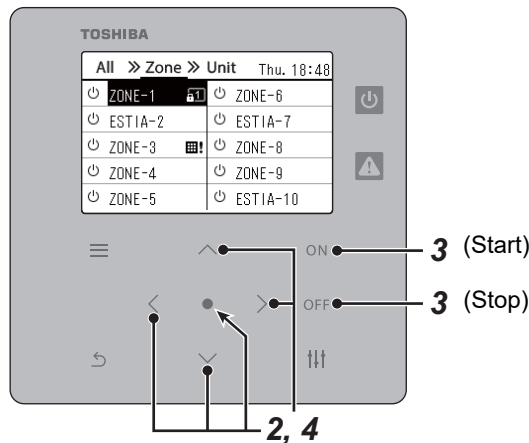 TOSHIBA
All » Zone » Unit Thu. 18:48
ZONE-1 1 ZONE-6
ESTIA-2 ESTIA-7
ZONE-3 ! ZONE-8
ZONE-4 ZONE-9
ZONE-5 ESTIA-10
ON 3 (Start)
OFF 3 (Stop)
2, 4